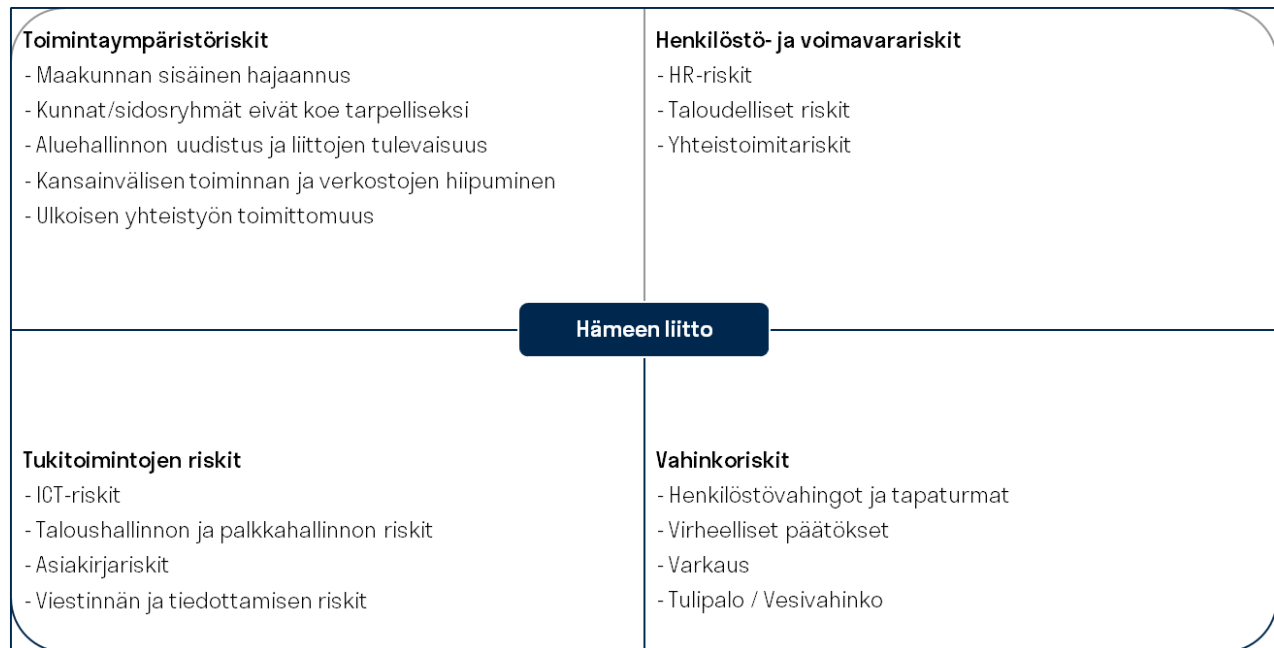 Toimintaympäristöriskit
- Maakunnan sisäinen hajaannus
- Kunnat/sidosryhmät eivät koe tarpelliseksi
- Aluehallinnon uudistus ja liittojen tulevaisuus
- Kansainvälisen toiminnan ja verkostojen hiipuminen
- Ulkoisen yhteistyön toimittomuus
Henkilöstö- ja voimavarariskit
- HR-riskit
- Taloudelliset riskit
- Yhteistoimitariskit
Hämeen liitto
Tukitoimintojen riskit
- ICT-riskit
- Taloushallinnon ja palkkahallinnon riskit
- Asiakirjariskit
- Viestinnän ja tiedottamisen riskit
Vahinkoriskit
- Henkilöstövahingot ja tapaturmat
- Virheelliset päätökset
- Varkaus
- Tulipalo / Vesivahinko